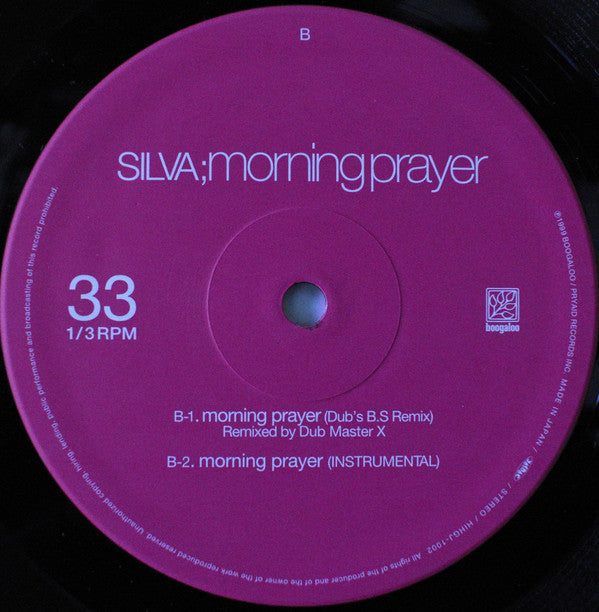 B
SILVA;morning prayer
33
1/3 RPM
boogaloo
B-1. morning prayer (Dub's B.S Remix)
Remixed by Dub Master X
B-2. morning prayer (INSTRUMENTAL)
℗1999 BOOGALOO / PRYAID RECORDS INC. MADE IN JAPAN / STEREO / HIHGJ-1002 All rights of the producer and of the owner of the work reproduced reserved. Unauthorized copying hiring lending public performance and broadcasting of this record prohibited.